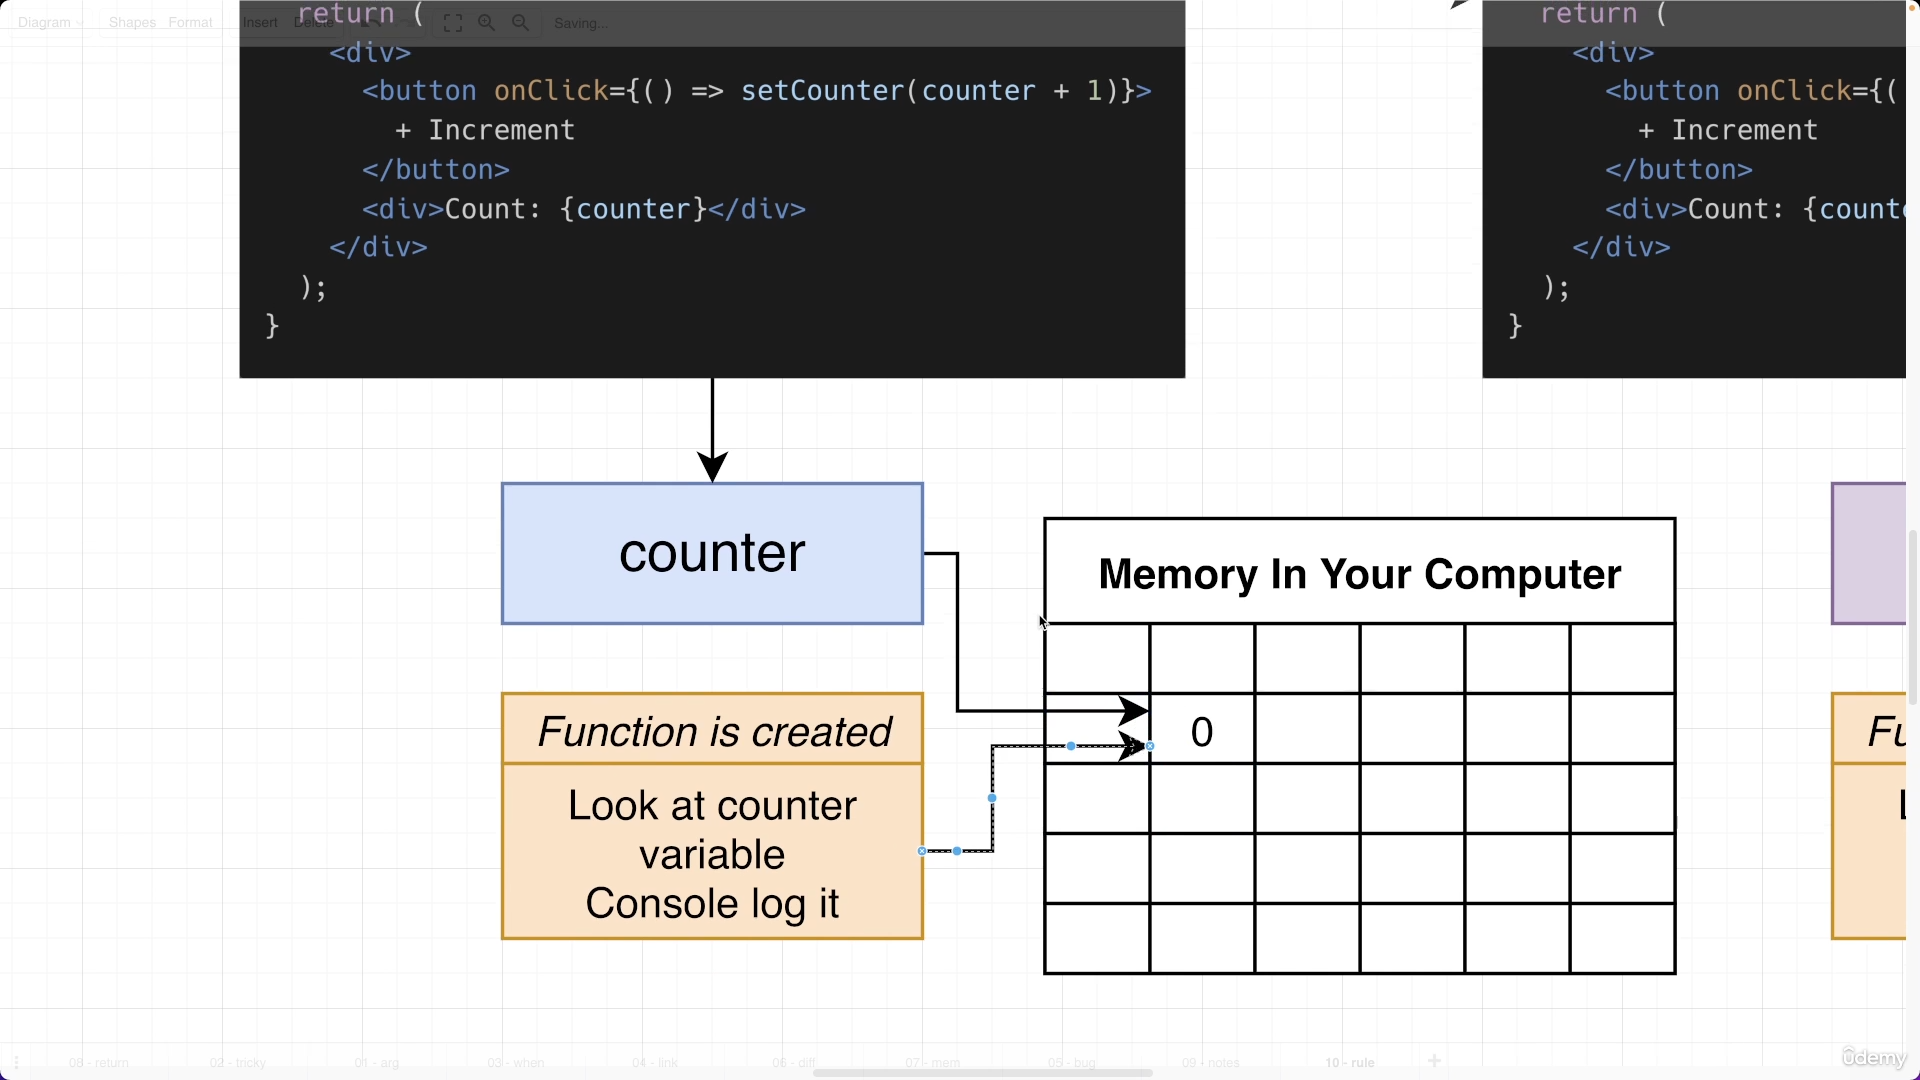 Diagram Shapes Format Insert Delete Saving...
return (
<div>
<button onClick={() => setCounter(counter + 1)}>
+ Increment
</button>
<div>Count: {counter}</div>
</div>
);
}
return (
<div>
<button onClick={(
+ Increment
</button>
<div>Count: {counte
</div>
);
}
counter
Memory In Your Computer
0
Function is created
Look at counter
variable
Console log it
Fu
L
08 - return 02 - tricky 01 - arg 03 - when 04 - link 06 - diff 07 - mem 05 - bug 09 - notes 10 - rule
ûdemy